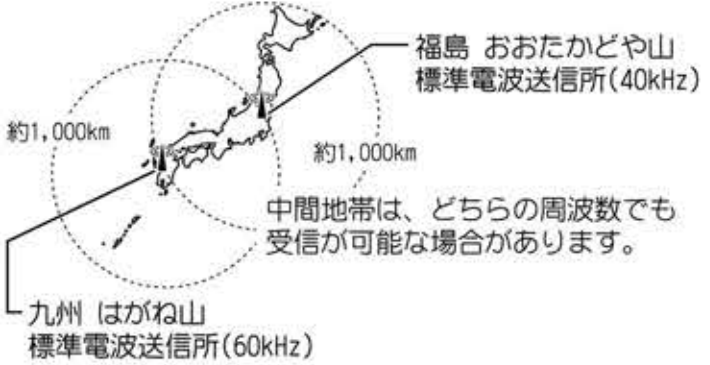 福島 おおたかどや山
標準電波送信所(40kHz)
約1,000km
約1,000km
中間地帯は、どちらの周波数でも
受信が可能な場合があります。
九州 はがね山
標準電波送信所(60kHz)